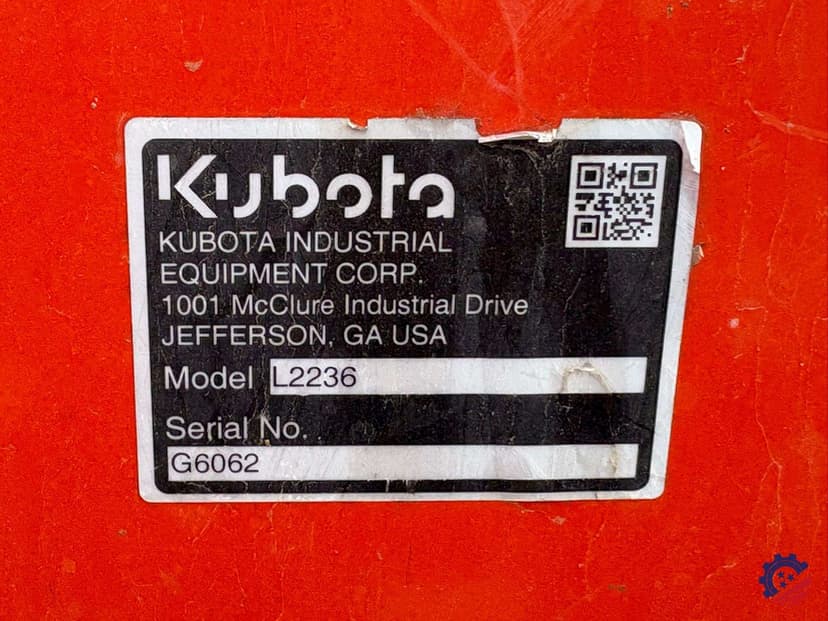 Kubota
KUBOTA INDUSTRIAL
EQUIPMENT CORP.
1001 McClure Industrial Drive
JEFFERSON, GA USA
Model L2236
Serial No.
G6062